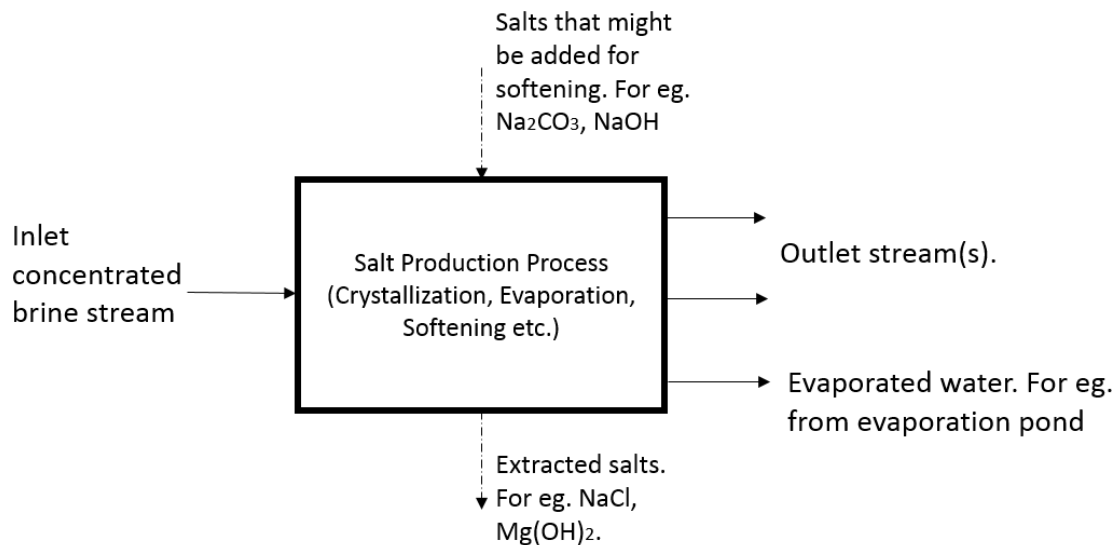 Salts that might
be added for
softening. For eg.
Na₂CO₃, NaOH
Inlet
concentrated
brine stream
Salt Production Process
(Crystallization, Evaporation,
Softening etc.)
Outlet stream(s).
Evaporated water. For eg.
from evaporation pond
Extracted salts.
For eg. NaCl,
Mg(OH)₂.